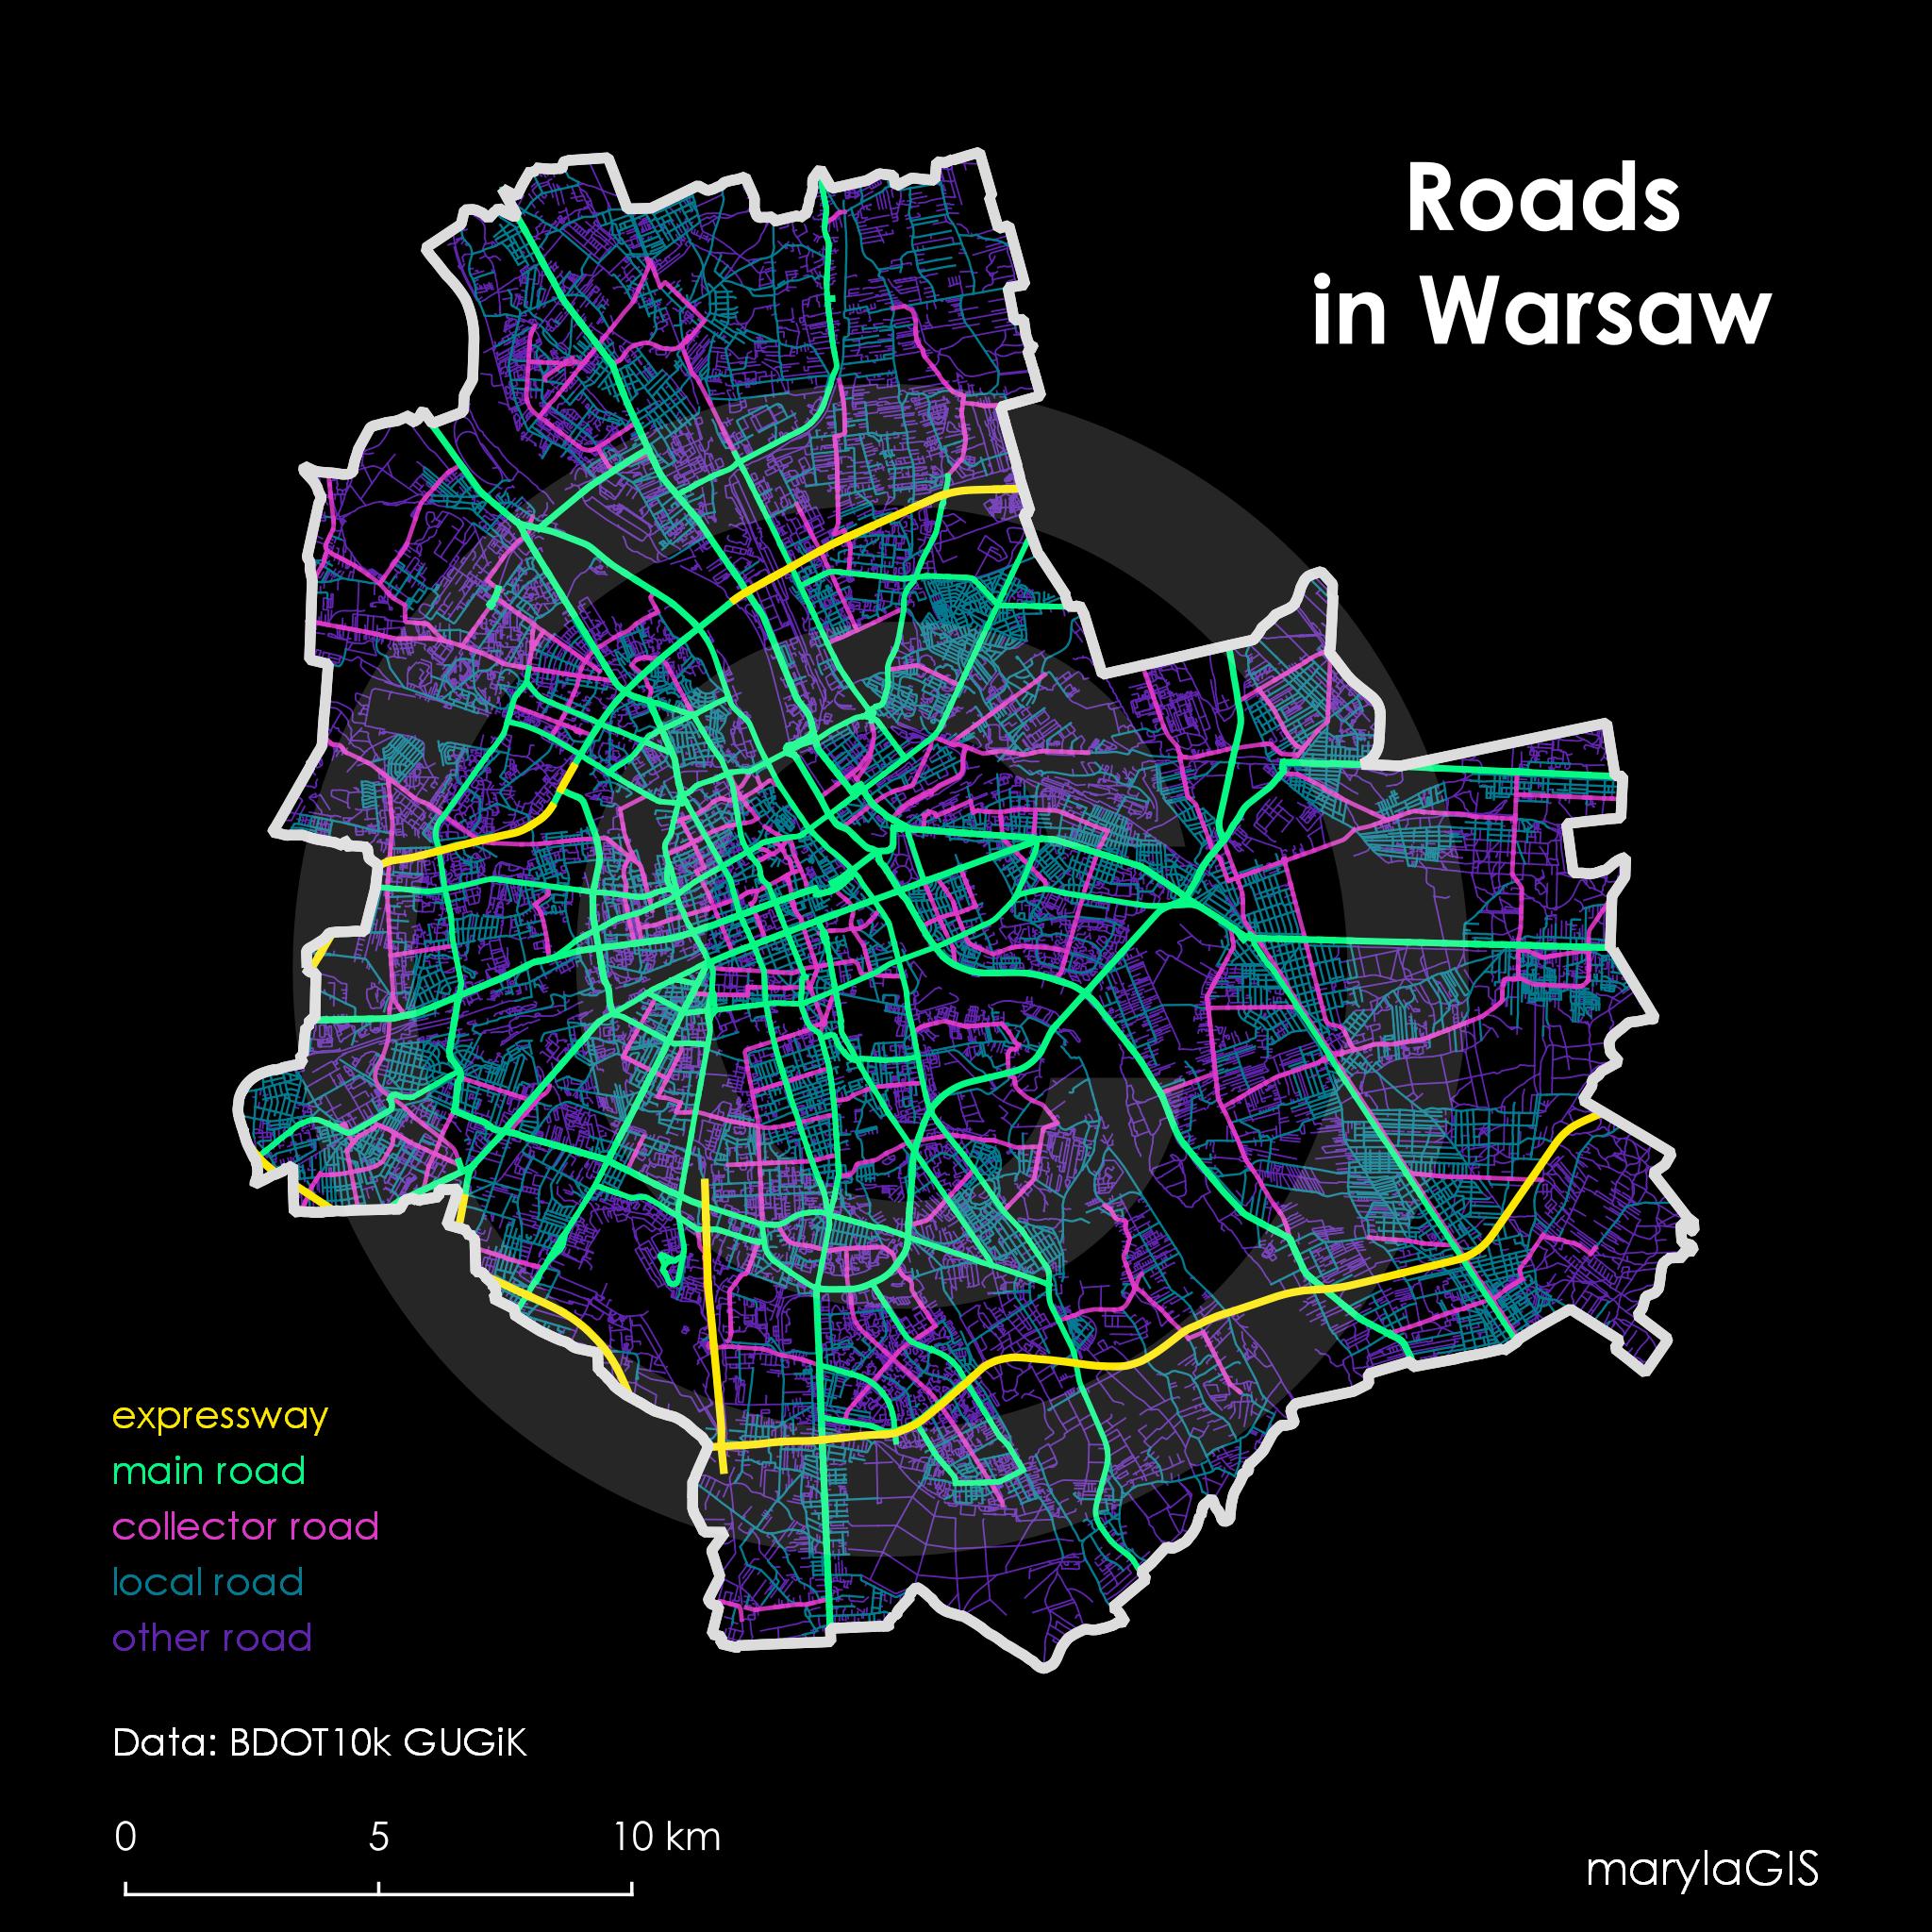 Roads
in Warsaw
expressway
main road
collector road
local road
other road
Data: BDOT10k GUGiK
0 5 10 km
marylaGIS